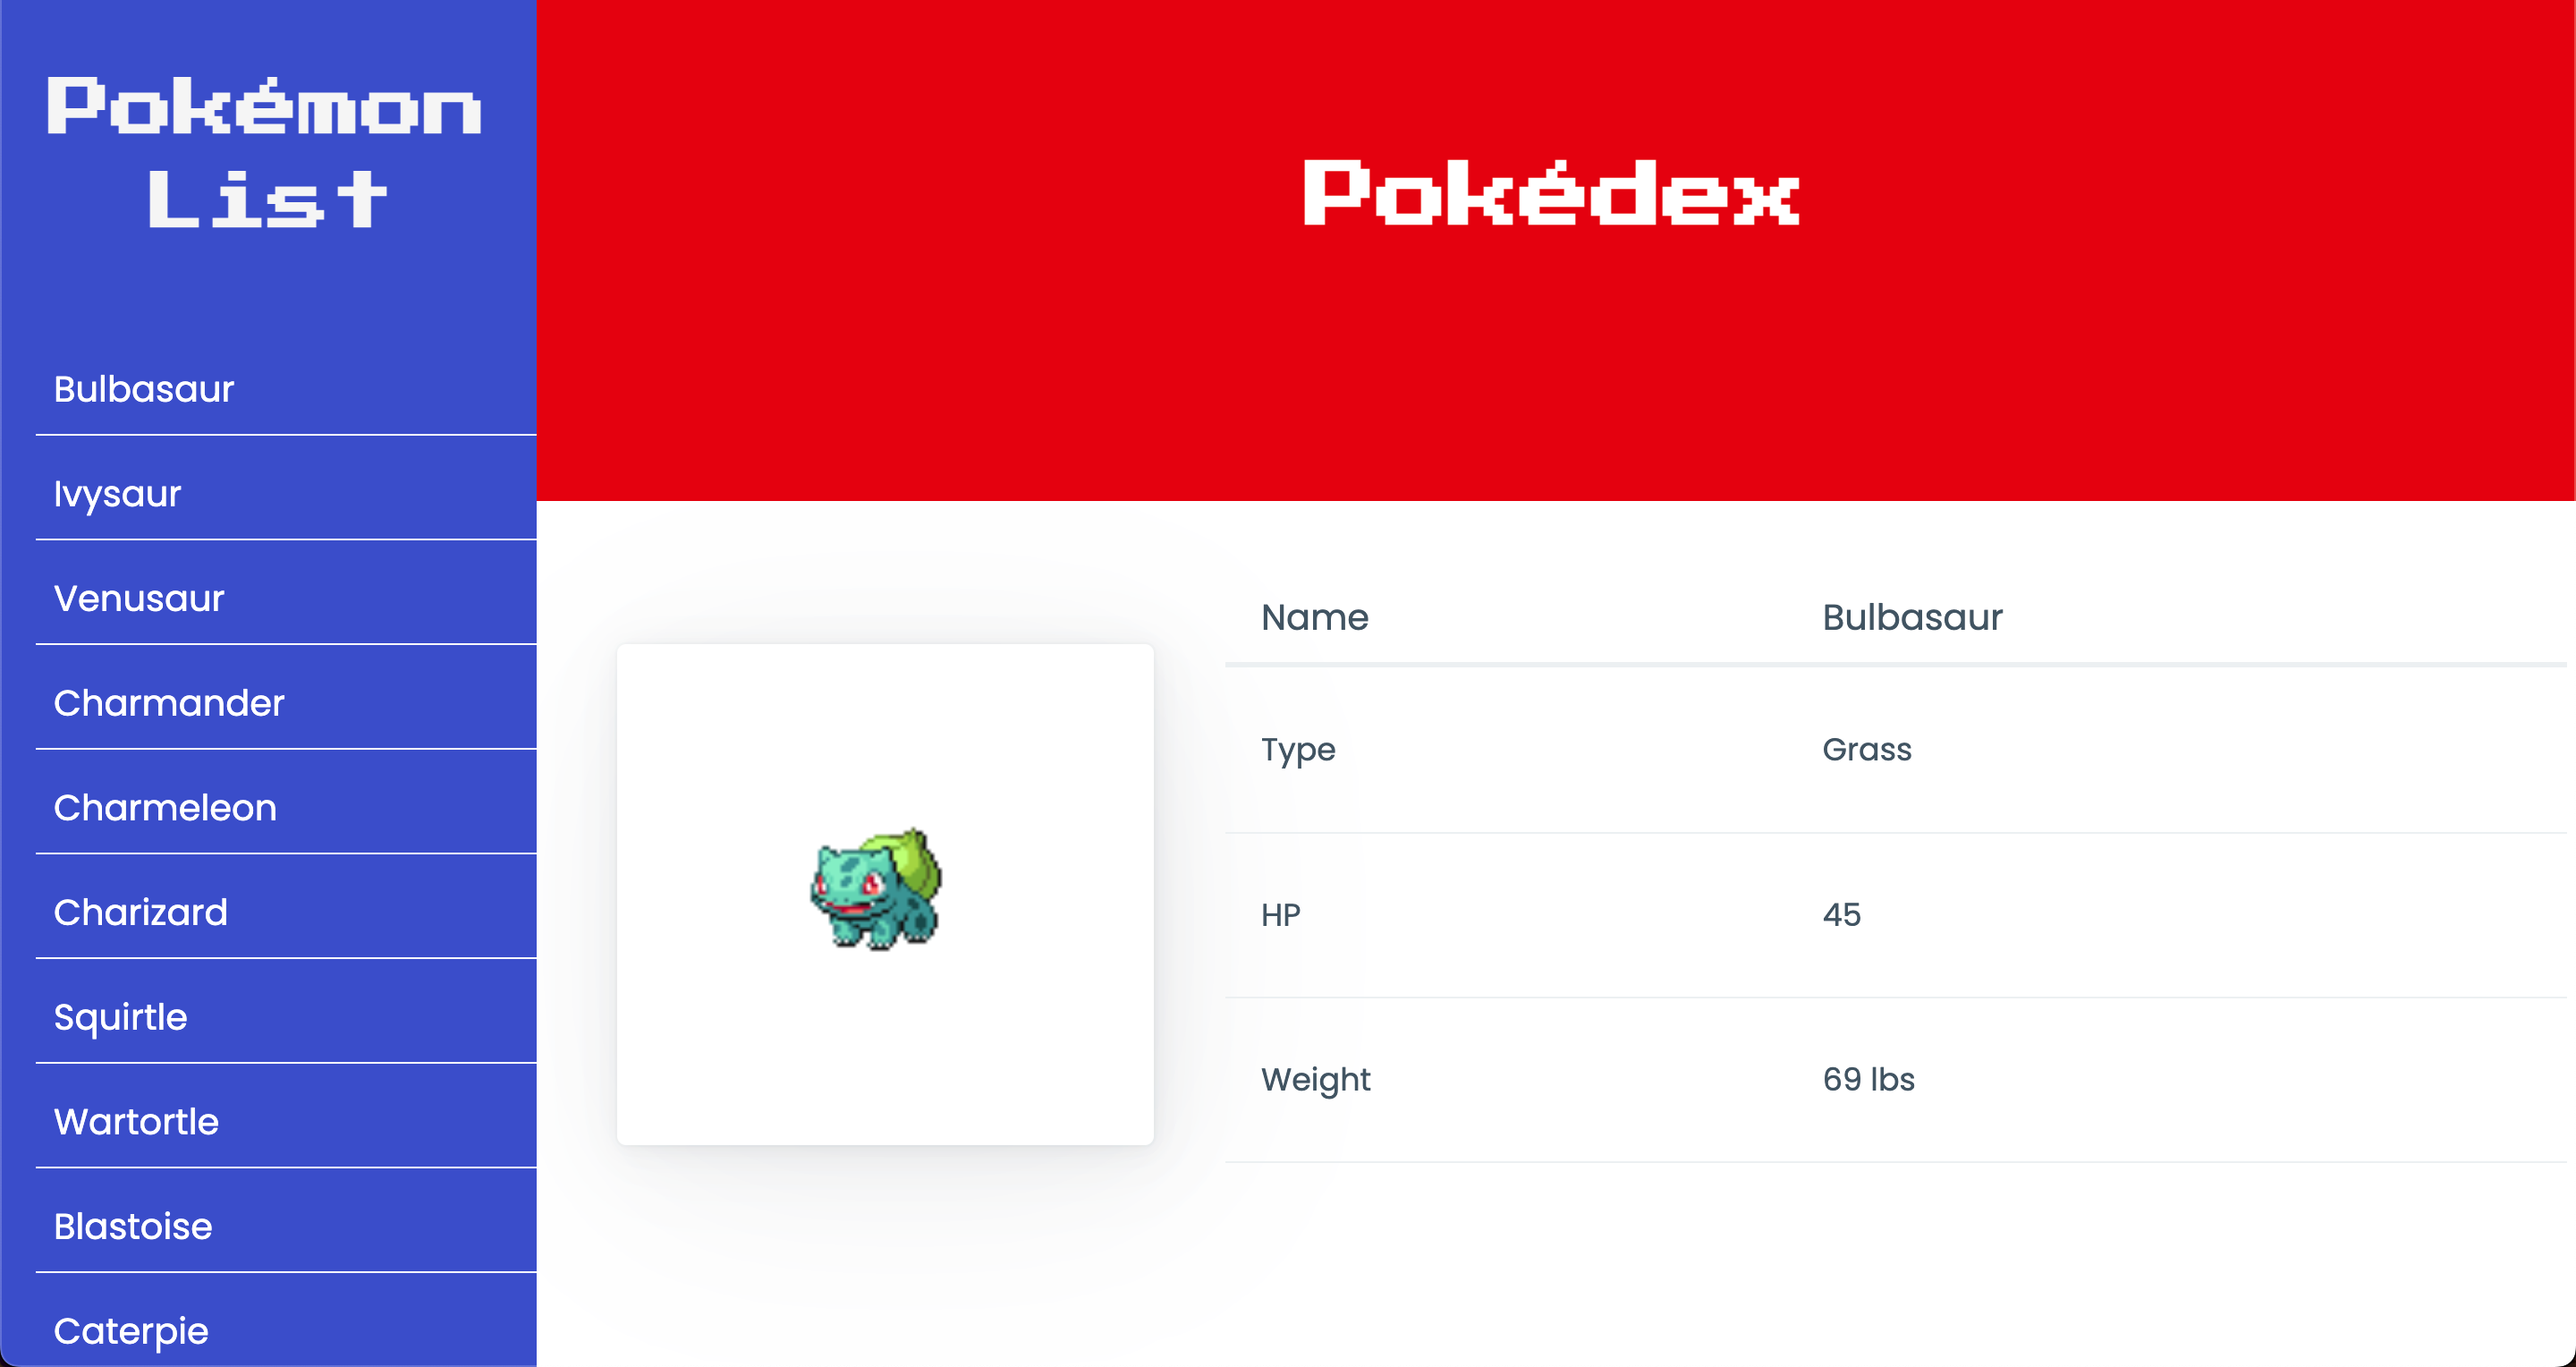 Pokémon
List
Bulbasaur
Ivysaur
Venusaur
Charmander
Charmeleon
Charizard
Squirtle
Wartortle
Blastoise
Caterpie
Pokédex
Name Bulbasaur
Type Grass
HP 45
Weight 69 lbs